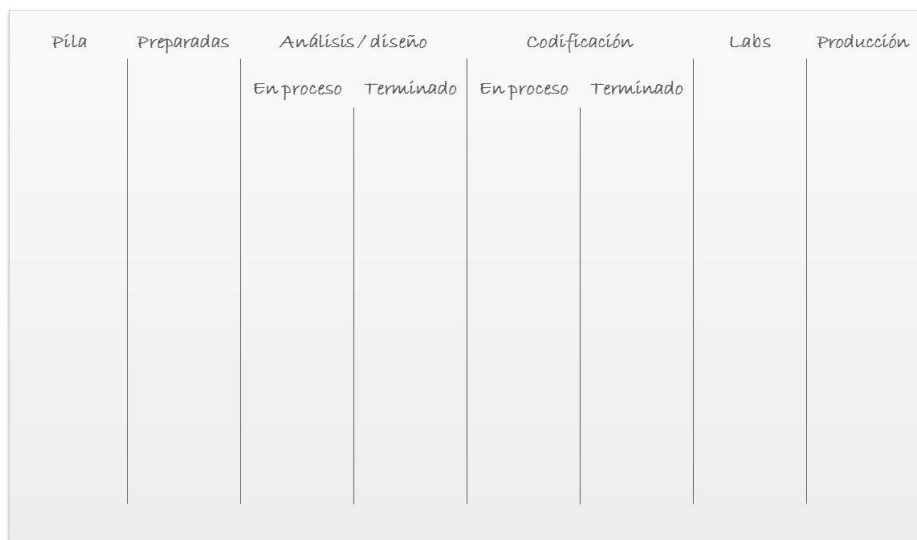 Pila Preparadas Análisis / diseño Codificación Labs Producción
En proceso Terminado En proceso Terminado